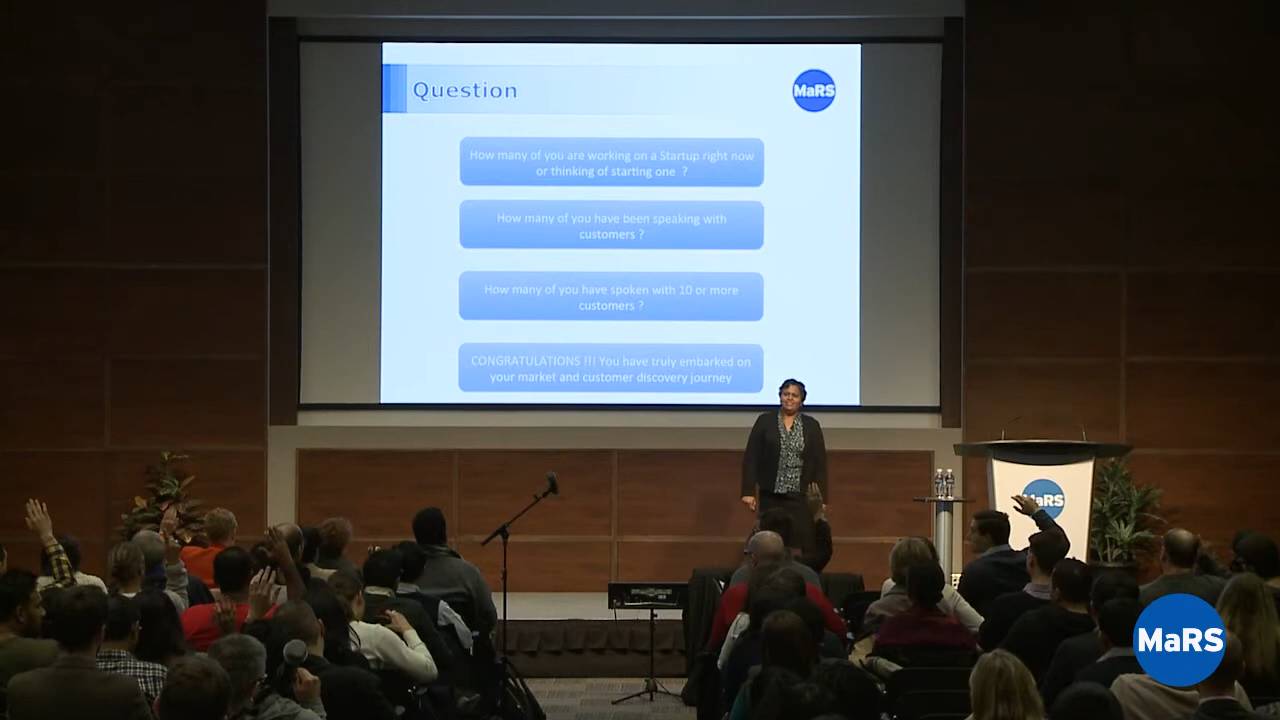 Question
MaRS
How many of you are working on a Startup right now
or thinking of starting one ?
How many of you have been speaking with
customers ?
How many of you have spoken with 10 or more
customers ?
CONGRATULATIONS !!! You have truly embarked on
your market and customer discovery journey
MaRS
MaRS